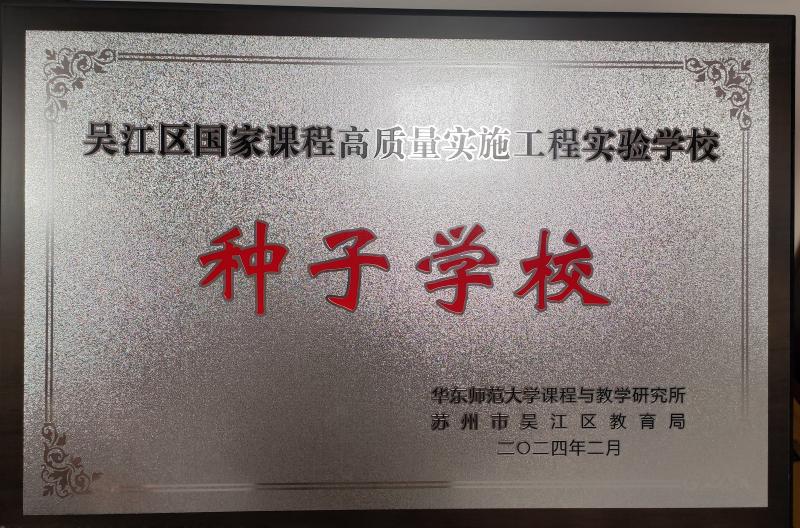 吴江区国家课程高质量实施工程实验学校
种子学校
华东师范大学课程与教学研究所
苏州市吴江区教育局
二〇二四年二月